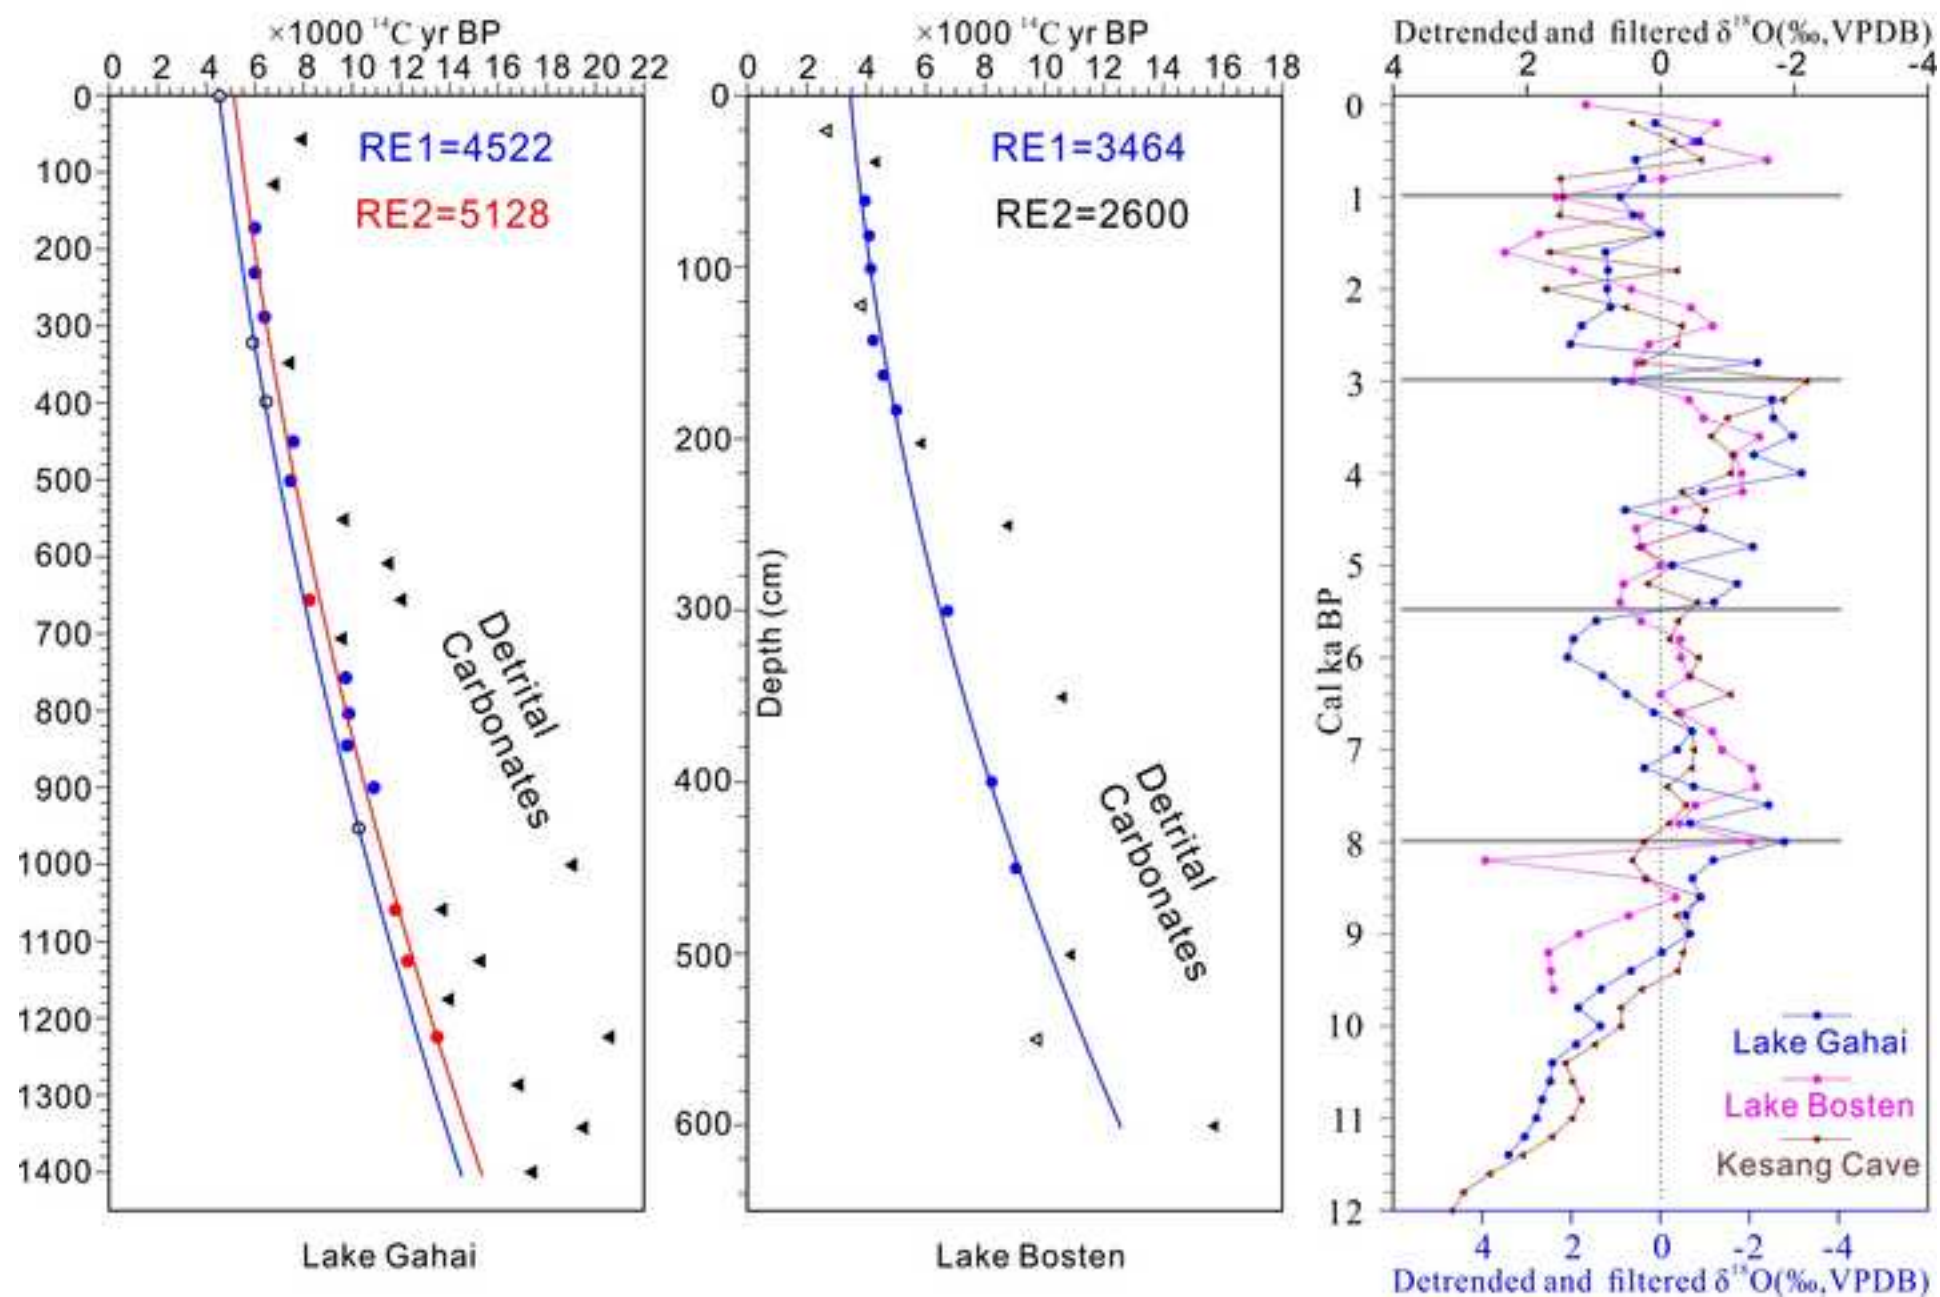 ×1000 ¹⁴C yr BP
0 2 4 6 8 10 12 14 16 18 20 22
0
100
200
300
400
500
600
700
800
900
1000
1100
1200
1300
1400
RE1=4522
RE2=5128
Detrital
Carbonates
Lake Gahai
×1000 ¹⁴C yr BP
0 2 4 6 8 10 12 14 16 18
Depth (cm)
0
100
200
300
400
500
600
RE1=3464
RE2=2600
Detrital
Carbonates
Lake Bosten
Detrended and filtered δ¹⁸O(‰,VPDB)
4 2 0 -2 -4
Cal ka BP
0
1
2
3
4
5
6
7
8
9
10
11
12
Lake Gahai
Lake Bosten
Kesang Cave
4 2 0 -2 -4
Detrended and filtered δ¹⁸O(‰,VPDB)